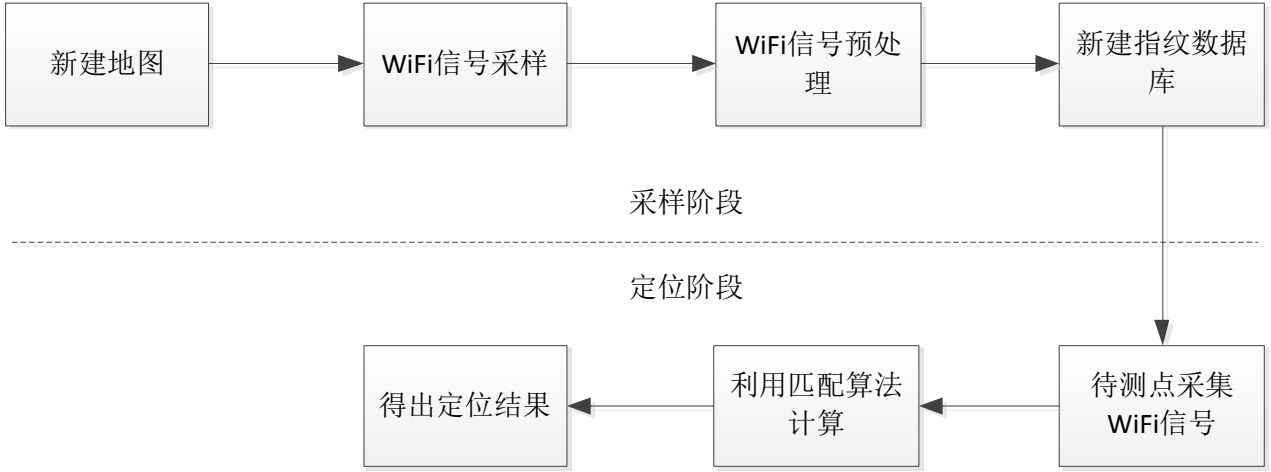 新建地图
WiFi信号采样
WiFi信号预处
理
新建指纹数据
库
采样阶段
定位阶段
得出定位结果
利用匹配算法
计算
待测点采集
WiFi信号